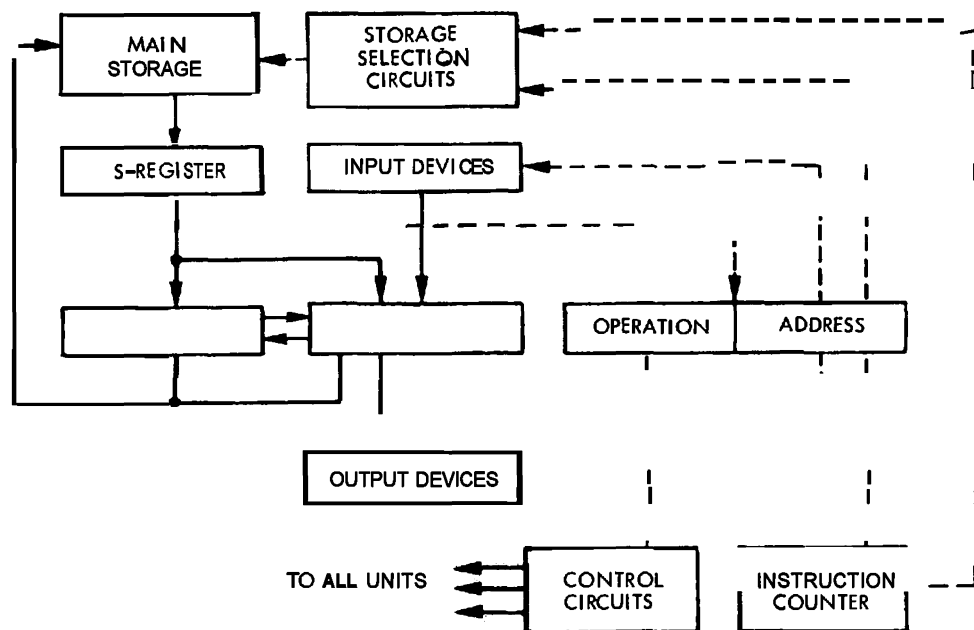 MAIN
STORAGE
STORAGE
SELECTION
CIRCUITS
S-REGISTER
INPUT DEVICES
OPERATION
ADDRESS
OUTPUT DEVICES
TO ALL UNITS
CONTROL
CIRCUITS
INSTRUCTION
COUNTER